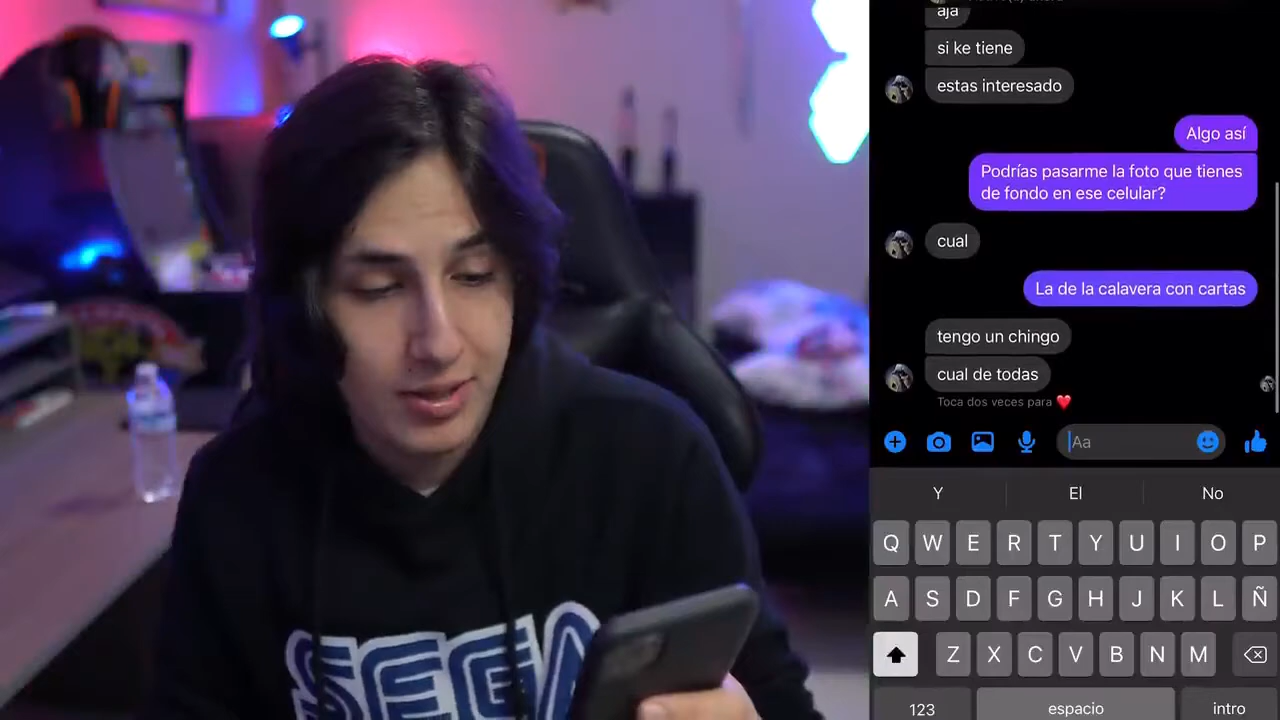 aja
si ke tiene
estas interesado
Algo así
Podrías pasarme la foto que tienes
de fondo en ese celular?
cual
La de la calavera con cartas
tengo un chingo
cual de todas
Toca dos veces para
Aa
Y El No
Q W E R T Y U I O P
A S D F G H J K L Ñ
Z X C V B N M
123 espacio intro
SEGA